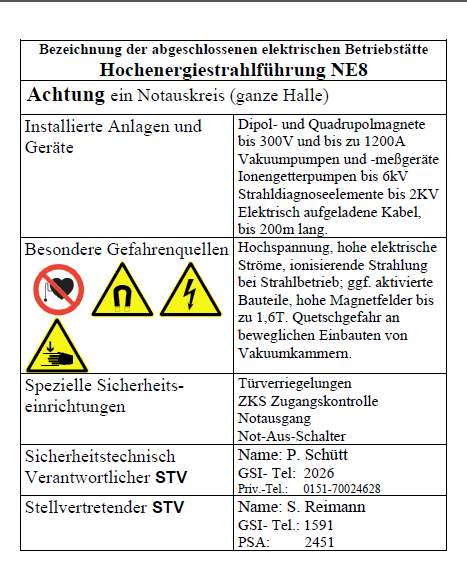 Bezeichnung der abgeschlossenen elektrischen Betriebstätte
Hochenergiestrahlführung NE8
Achtung ein Notauskreis (ganze Halle)
Installierte Anlagen und
Geräte
Dipol- und Quadrupolmagnete
bis 300V und bis zu 1200A
Vakuumpumpen und -meßgeräte
Ionengetterpumpen bis 6kV
Strahldiagnoseelemente bis 2KV
Elektrisch aufgeladene Kabel,
bis 200m lang.
Besondere Gefahrenquellen
Hochspannung, hohe elektrische
Ströme, ionisierende Strahlung
bei Strahlbetrieb; ggf. aktivierte
Bauteile, hohe Magnetfelder bis
zu 1,6T. Quetschgefahr an
beweglichen Einbauten von
Vakuumkammern.
Spezielle Sicherheits-
einrichtungen
Türverriegelungen
ZKS Zugangskontrolle
Notausgang
Not-Aus-Schalter
Sicherheitstechnisch
Verantwortlicher STV
Name: P. Schütt
GSI- Tel: 2026
Priv.-Tel.: 0151-70024628
Stellvertretender STV
Name: S. Reimann
GSI- Tel.: 1591
PSA: 2451